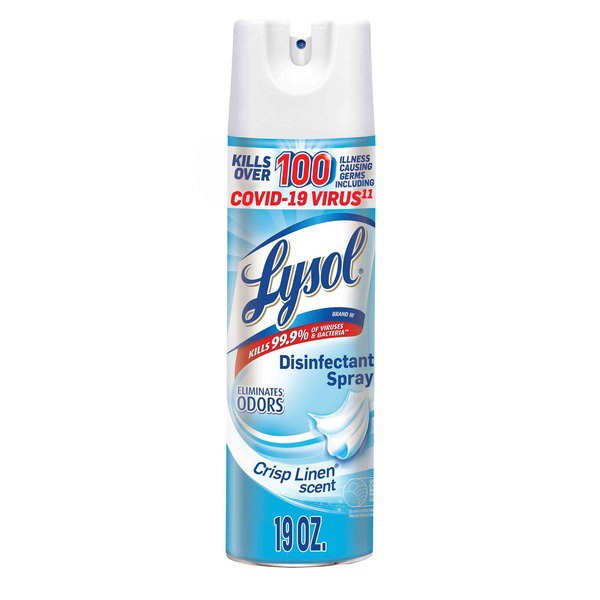 KILLS OVER 100 ILLNESS CAUSING GERMS INCLUDING
COVID-19 VIRUS¹¹
Lysol®
BRAND III
KILLS 99.9% OF VIRUSES & BACTERIA
Disinfectant
Spray
ELIMINATES
ODORS
Crisp Linen®
scent
19 OZ.